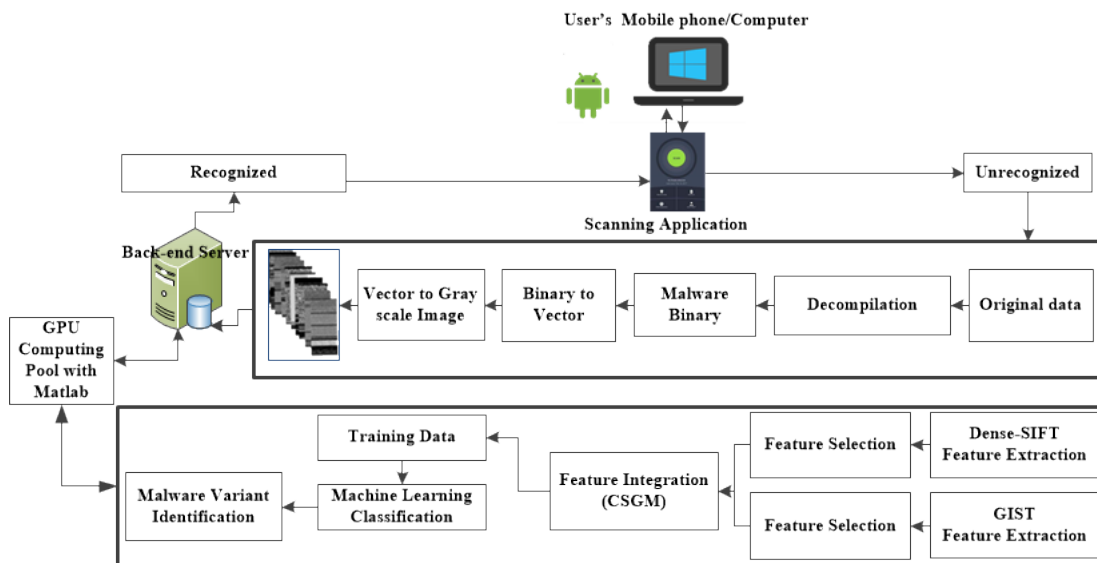 User's Mobile phone/Computer
Recognized
Unrecognized
Scanning Application
Back-end Server
Vector to Gray
scale Image
Binary to
Vector
Malware
Binary
Decompilation
Original data
GPU
Computing
Pool with
Matlab
Training Data
Machine Learning
Classification
Malware Variant
Identification
Feature Integration
(CSGM)
Feature Selection
Dense-SIFT
Feature Extraction
Feature Selection
GIST
Feature Extraction